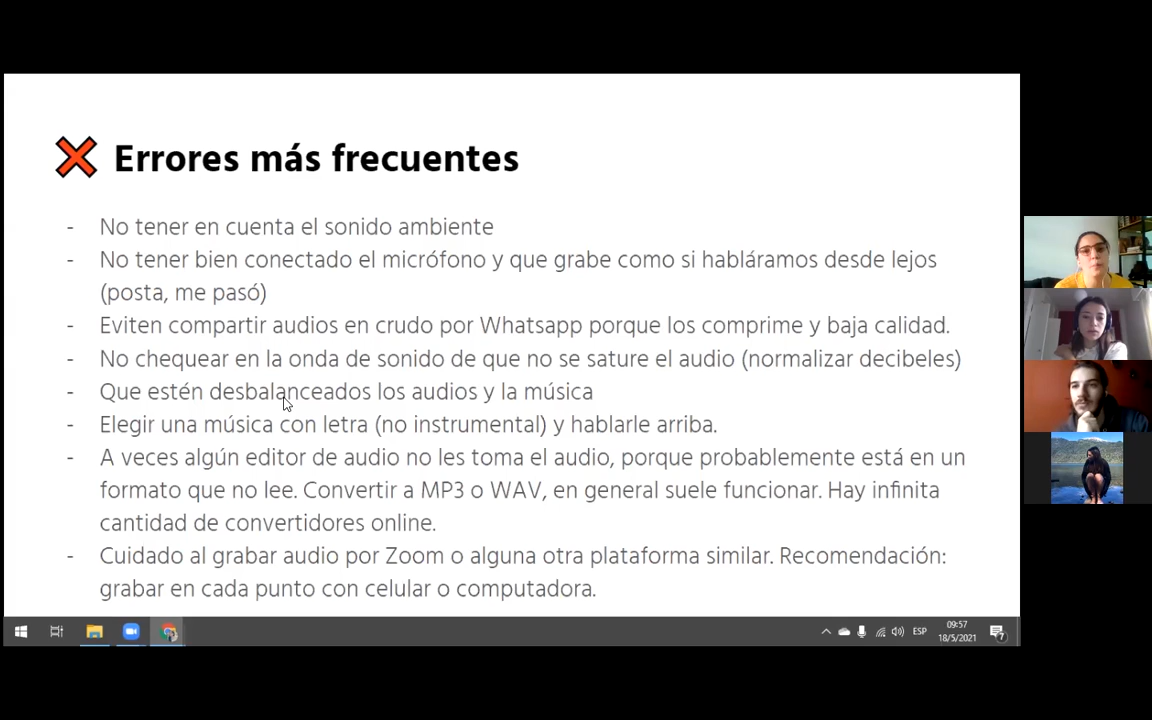 Errores más frecuentes
- No tener en cuenta el sonido ambiente
- No tener bien conectado el micrófono y que grabe como si habláramos desde lejos
(posta, me pasó)
- Eviten compartir audios en crudo por Whatsapp porque los comprime y baja calidad.
- No chequear en la onda de sonido de que no se sature el audio (normalizar decibeles)
- Que estén desbalanceados los audios y la música
- Elegir una música con letra (no instrumental) y hablarle arriba.
- A veces algún editor de audio no les toma el audio, porque probablemente está en un
formato que no lee. Convertir a MP3 o WAV, en general suele funcionar. Hay infinita
cantidad de convertidores online.
- Cuidado al grabar audio por Zoom o alguna otra plataforma similar. Recomendación:
grabar en cada punto con celular o computadora.
ESP
09:57
18/5/2021
7